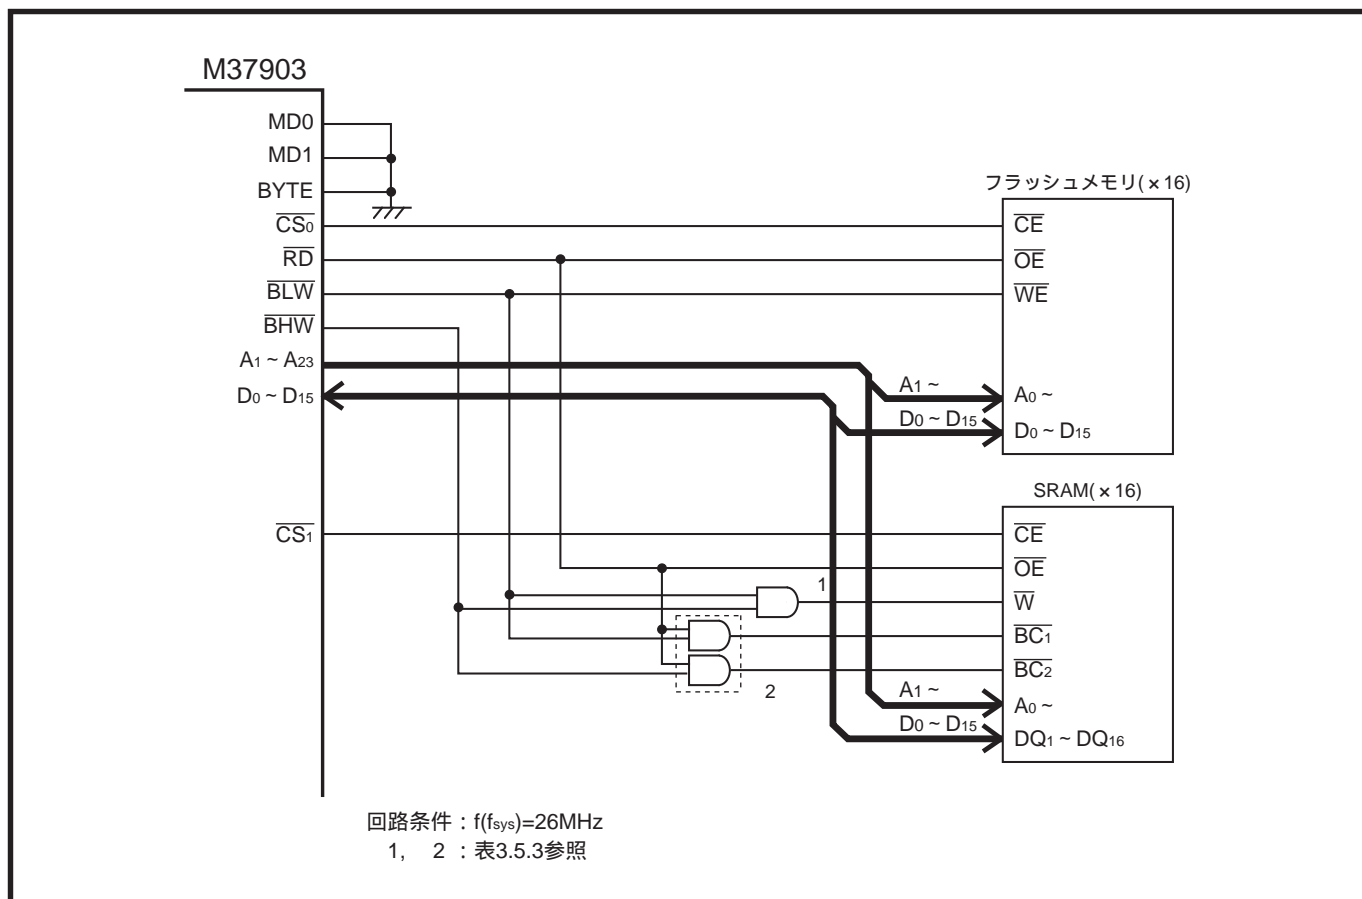 M37903
MD0
MD1
BYTE
CS0
RD
BLW
BHW
A1 ~ A23
D0 ~ D15
CS1
フラッシュメモリ(×16)
CE
OE
WE
A1 ~
A0 ~
D0 ~ D15
D0 ~ D15
SRAM(×16)
CE
OE
1
W
BC1
BC2
2
A1 ~
A0 ~
D0 ~ D15
DQ1 ~ DQ16
回路条件：f(fsys)=26MHz
1, 2 ：表3.5.3参照